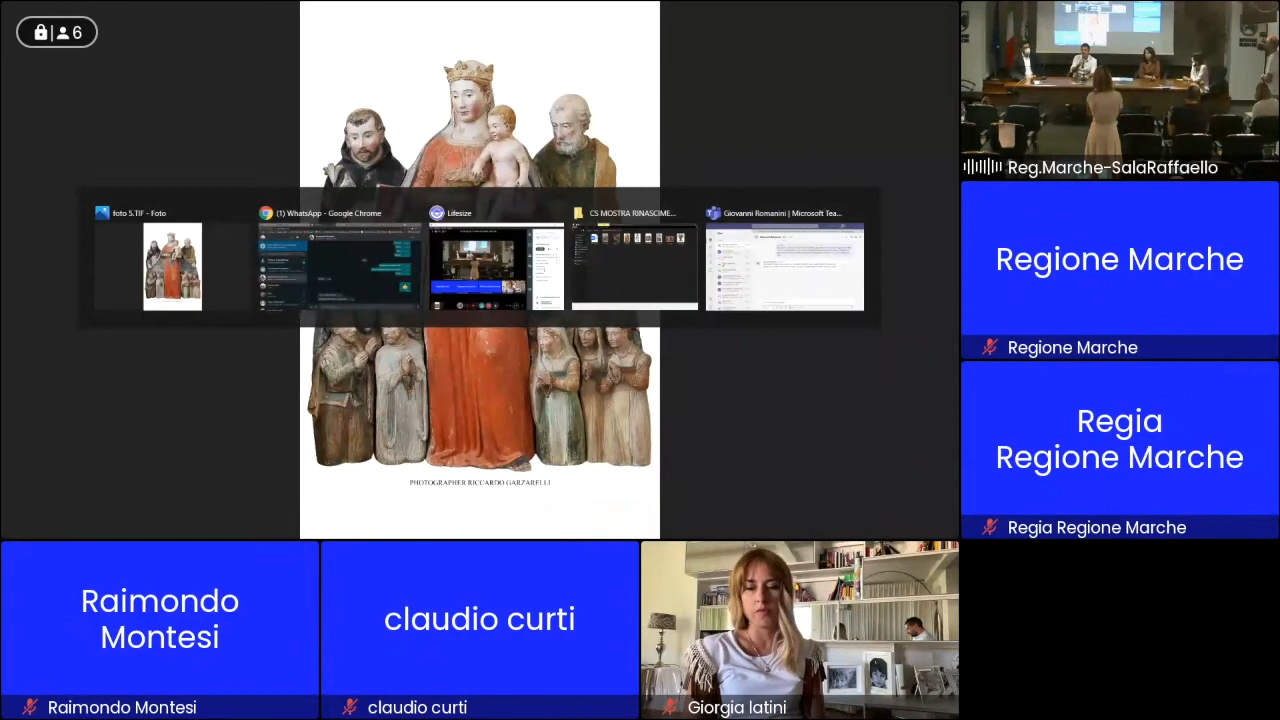 6
foto 5.TIF - Foto
(1) WhatsApp - Google Chrome
Lifesize
CS MOSTRA RINASCIME...
Giovanni Romanini | Microsoft Tea...
PHOTOGRAPHER RICCARDO GARZARELLI
Reg.Marche-SalaRaffaello
Regione Marche
Regione Marche
Regia
Regione Marche
Regia Regione Marche
Raimondo
Montesi
Raimondo Montesi
claudio curti
claudio curti
Giorgia latini